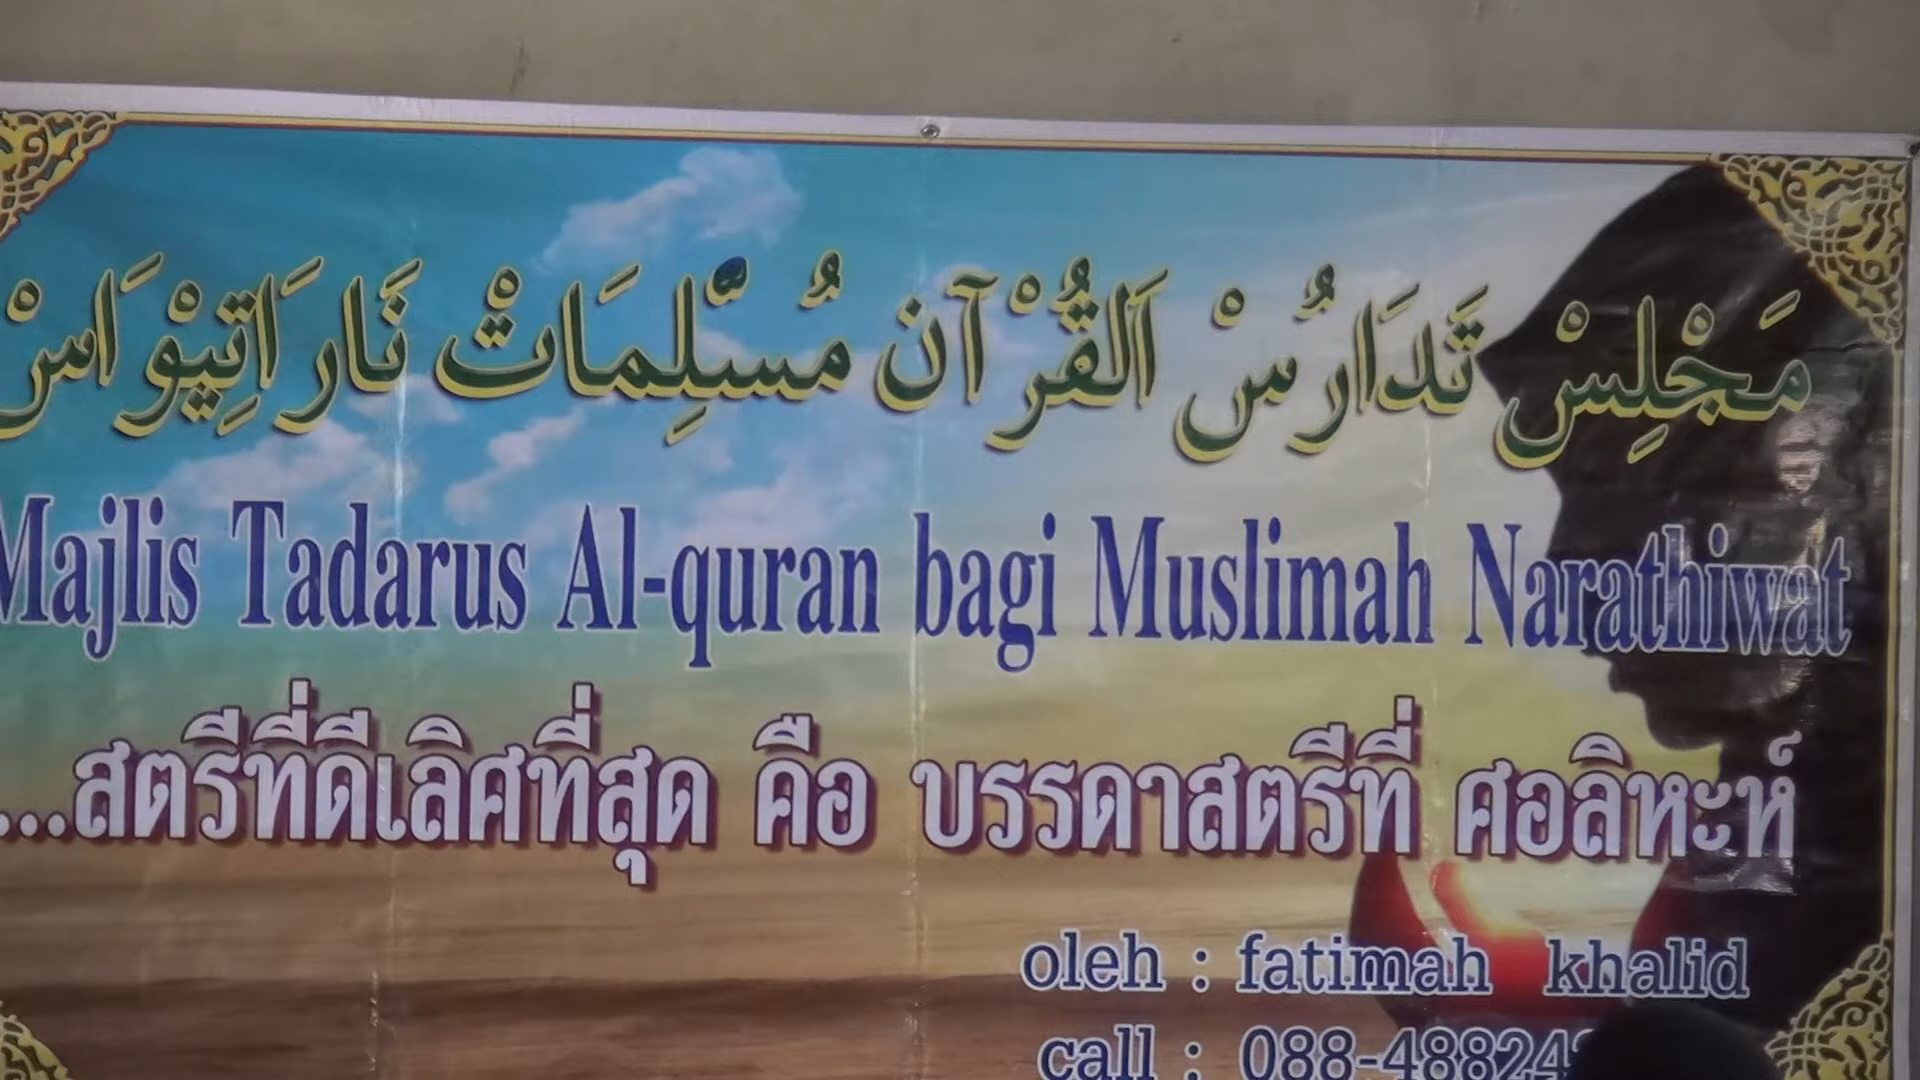 مَجْلِسْ تَدَارُسْ اَلقُرْآن مُسّلِمَاتْ نَارَاتِيْوَاسْ
Majlis Tadarus Al-quran bagi Muslimah Narathiwat
...สตรีที่ดีเลิศที่สุด คือ บรรดาสตรีที่ ศอลิหะห์
oleh : fatimah khalid
call : 088-48824